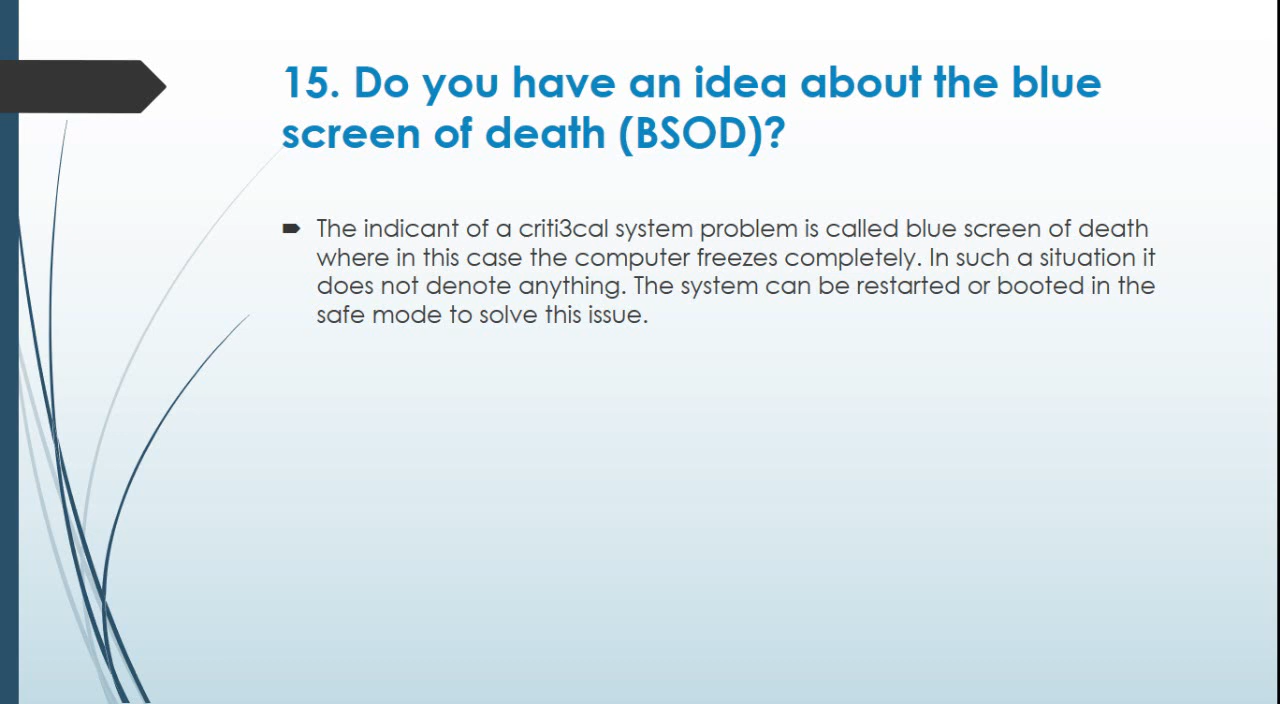 15. Do you have an idea about the blue
screen of death (BSOD)?
The indicant of a criti3cal system problem is called blue screen of death
where in this case the computer freezes completely. In such a situation it
does not denote anything. The system can be restarted or booted in the
safe mode to solve this issue.